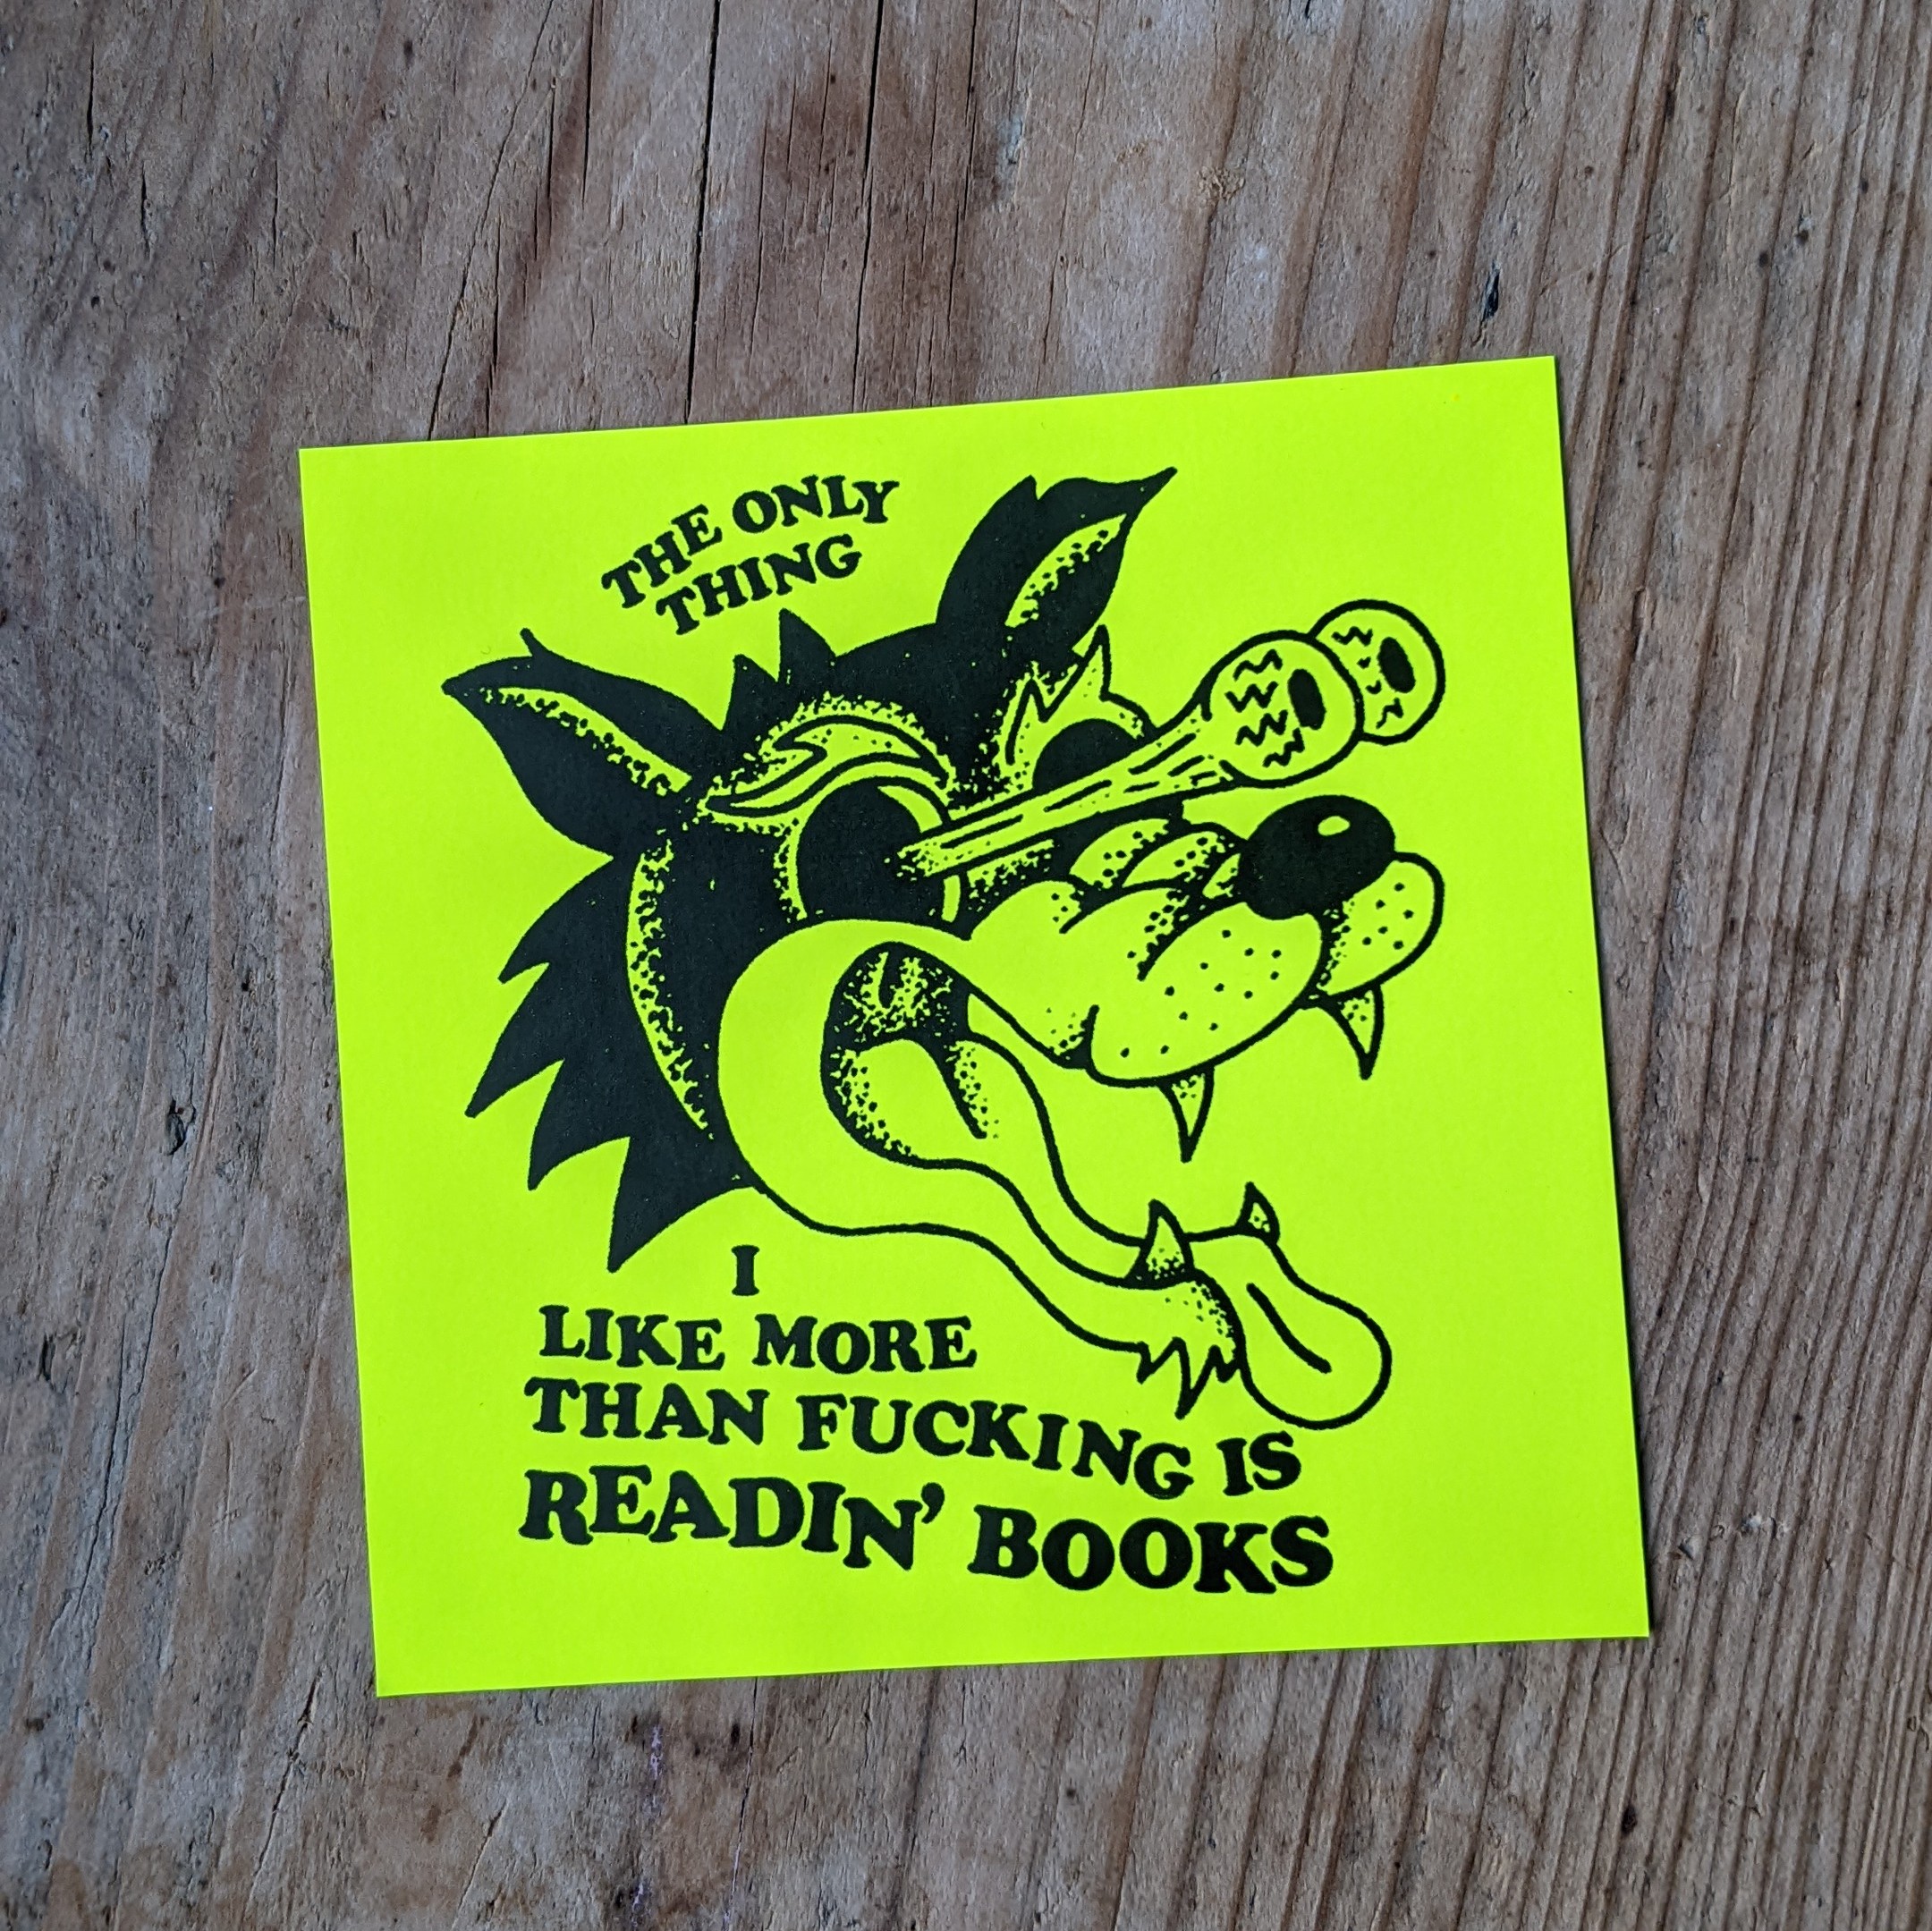 THE ONLY
THING
I
LIKE MORE
THAN FUCKING IS
READIN' BOOKS